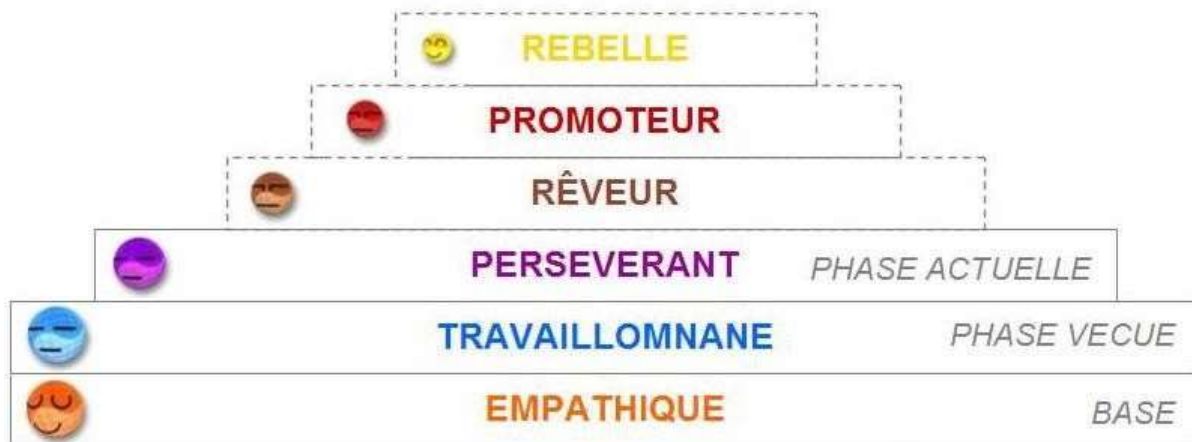 REBELLE
PROMOTEUR
RÊVEUR
PERSEVERANT PHASE ACTUELLE
TRAVAILLOMNANE PHASE VECUE
EMPATHIQUE BASE